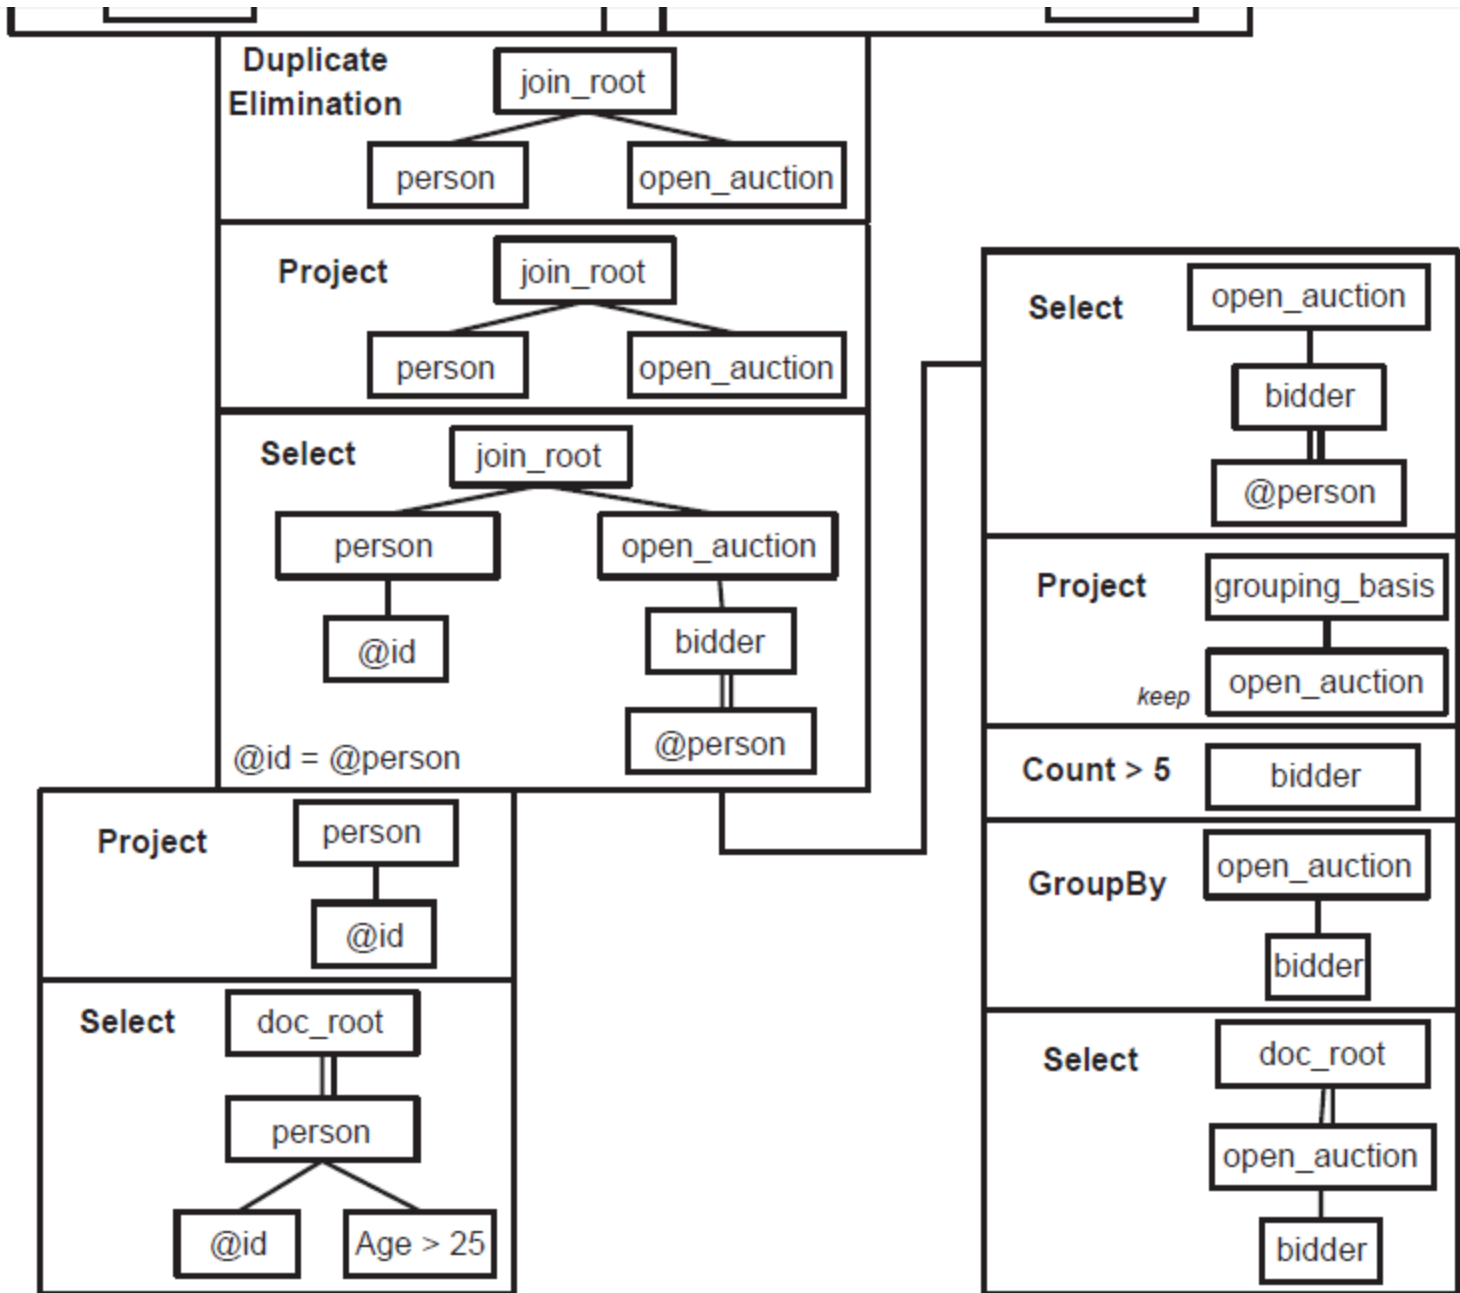 Duplicate
Elimination
join_root
person
open_auction
Project
join_root
person
open_auction
Select
join_root
person
open_auction
@id
bidder
@person
@id = @person
Project
person
@id
Select
doc_root
person
@id
Age > 25
Select
open_auction
bidder
@person
Project
grouping_basis
keep
open_auction
Count > 5
bidder
GroupBy
open_auction
bidder
Select
doc_root
open_auction
bidder